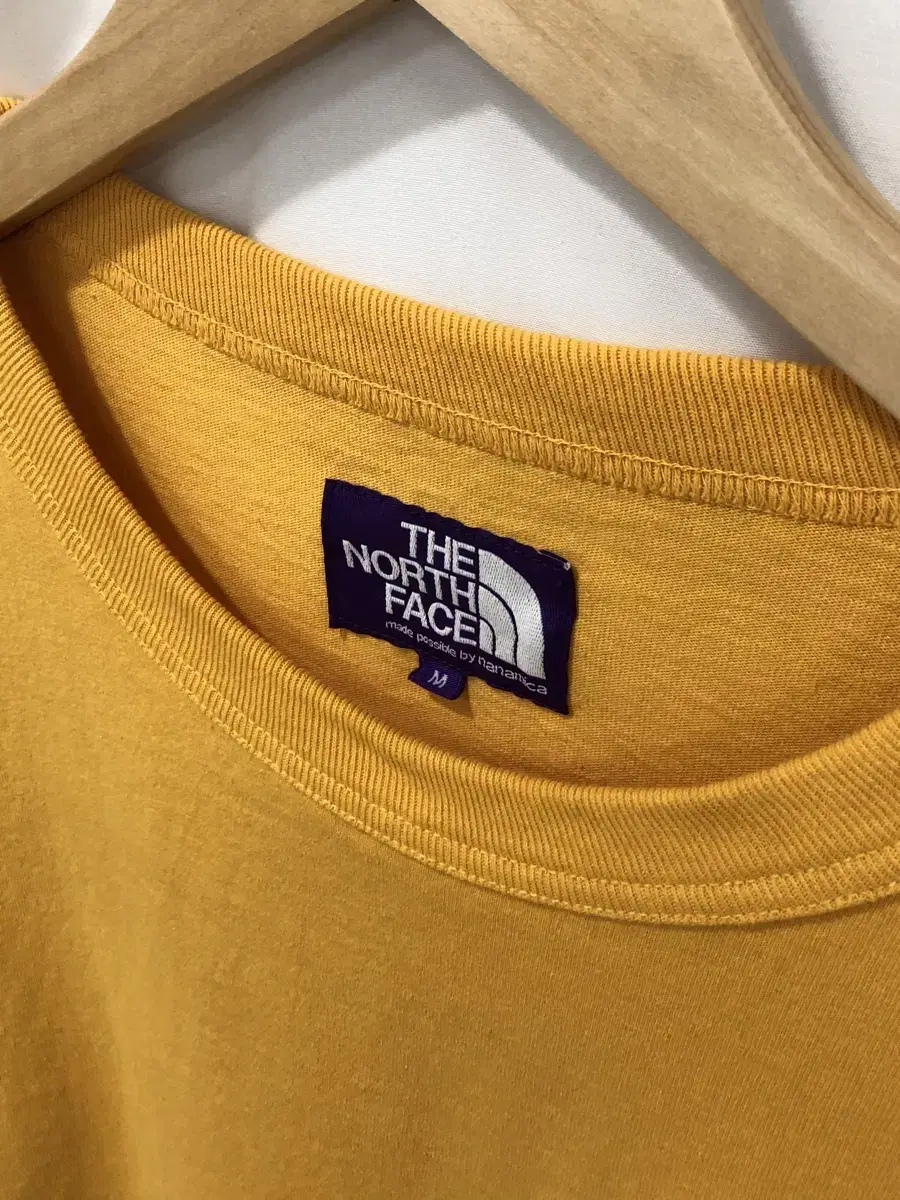 THE
NORTH
FACE
made possible by nanamica
M